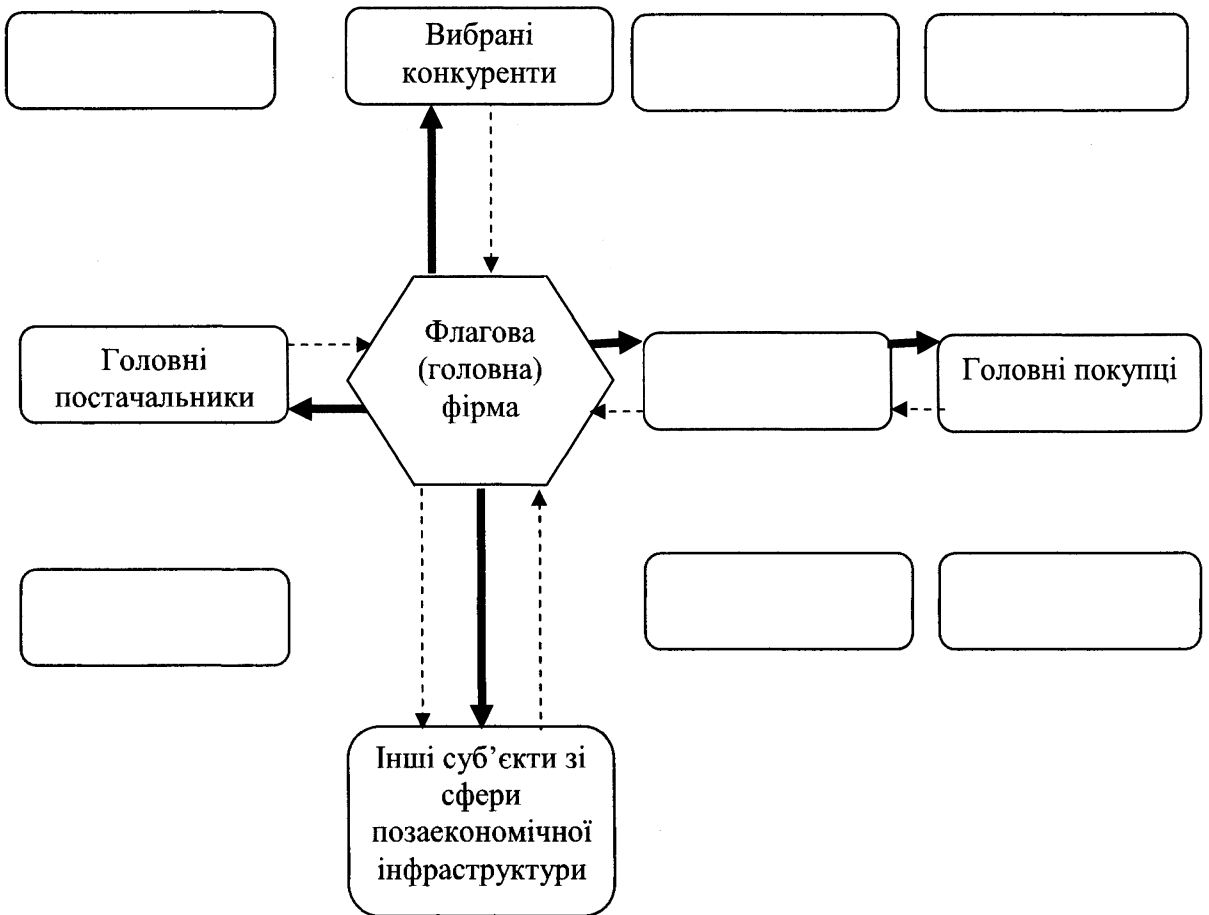 Вибрані
конкуренти
Головні
постачальники
Флагова
(головна)
фірма
Головні покупці
Інші суб’єкти зі
сфери
позаекономічної
інфраструктури